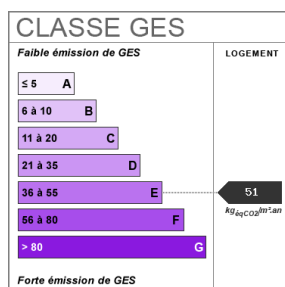 CLASSE GES
Faible émission de GES
LOGEMENT
≤ 5 A
6 à 10 B
11 à 20 C
21 à 35 D
36 à 55 E
51
kgéqCO2/m².an
56 à 80 F
> 80 G
Forte émission de GES